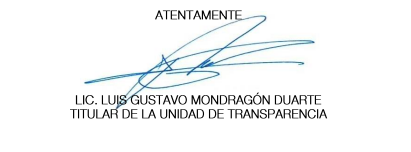 ATENTAMENTE
LIC. LUIS GUSTAVO MONDRAGÓN DUARTE
TITULAR DE LA UNIDAD DE TRANSPARENCIA